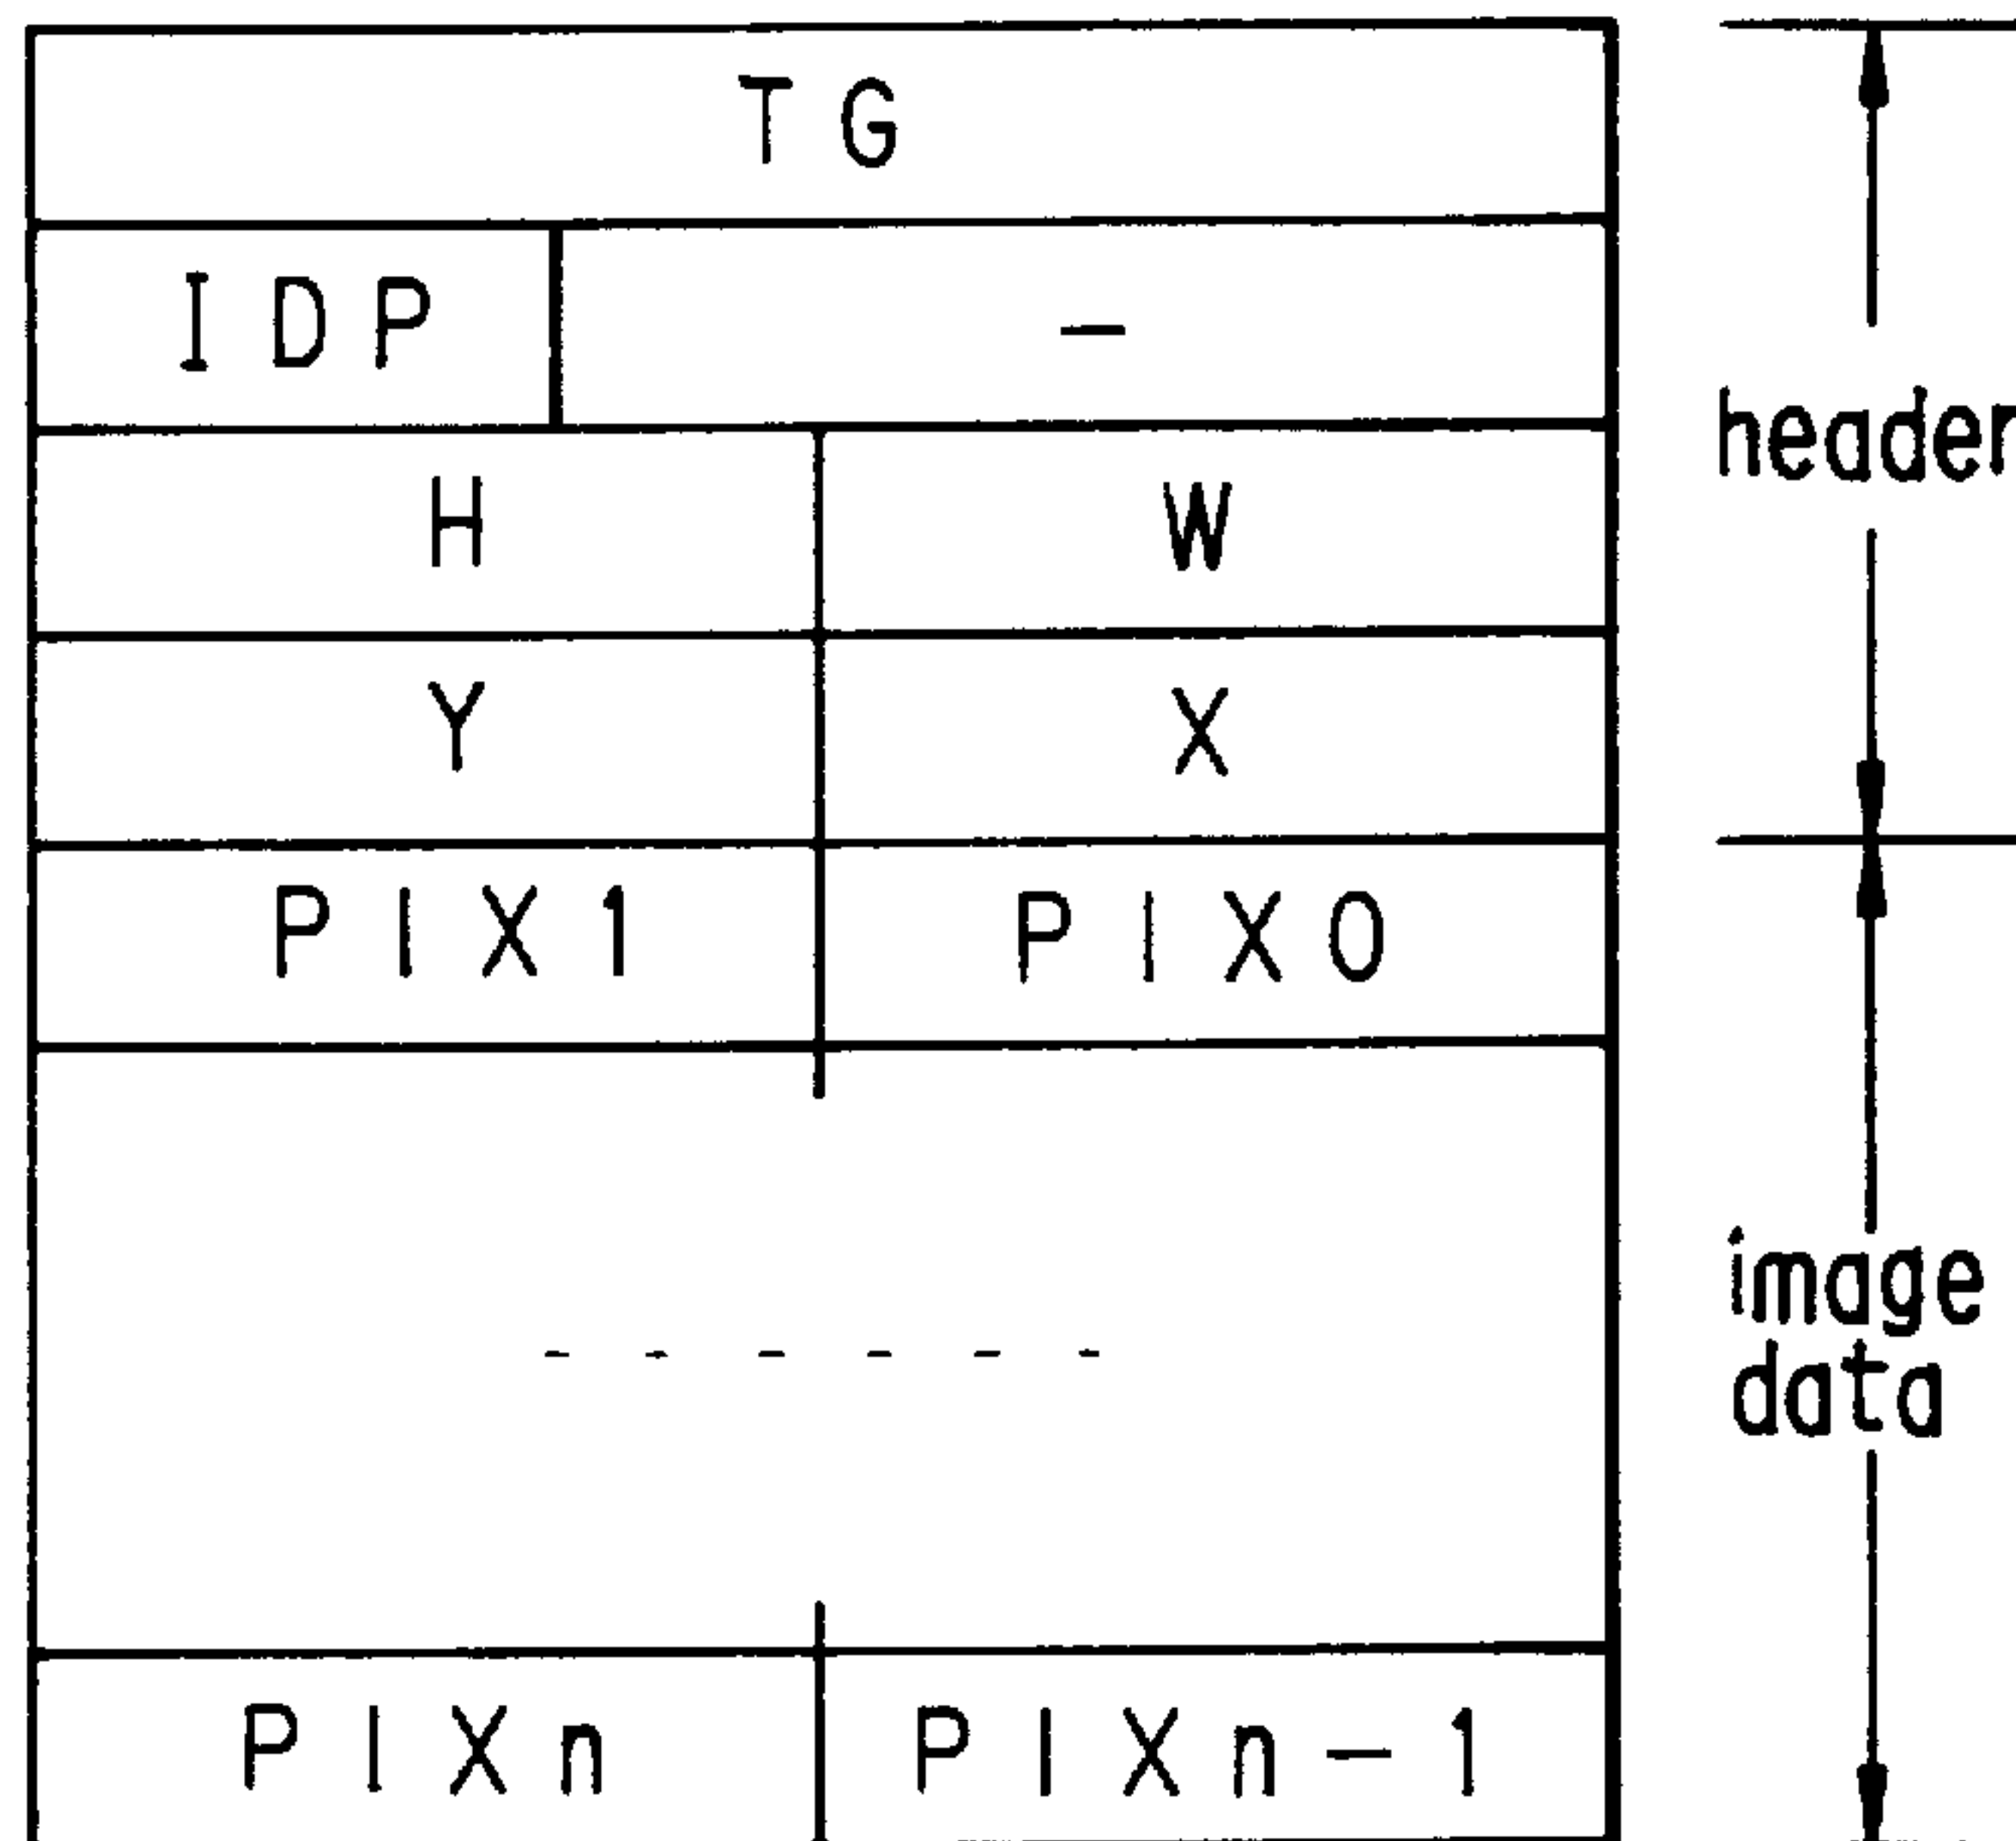 TG
IDP -
header
H W
Y X
PIX1 PIX0
image
data
- - - - - -
PIXn PIXn-1